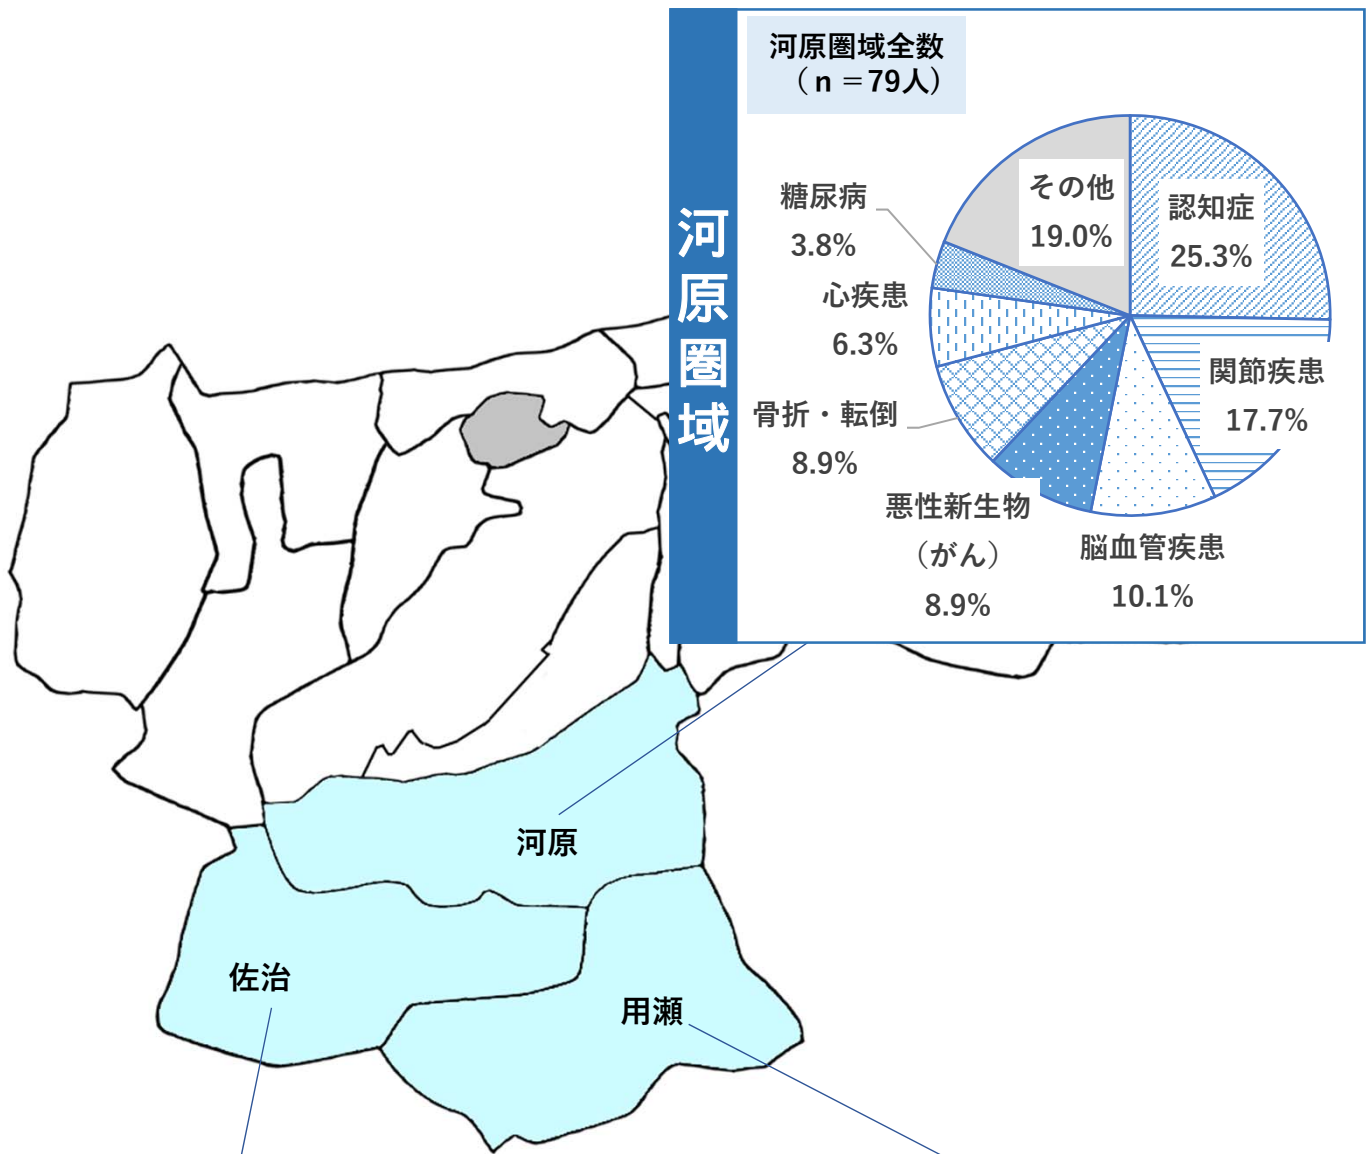 河原圏域
河原圏域全数
（ｎ＝79人）
その他
19.0%
認知症
25.3%
関節疾患
17.7%
脳血管疾患
10.1%
悪性新生物
（がん）
8.9%
骨折・転倒
8.9%
心疾患
6.3%
糖尿病
3.8%
河原
佐治
用瀬